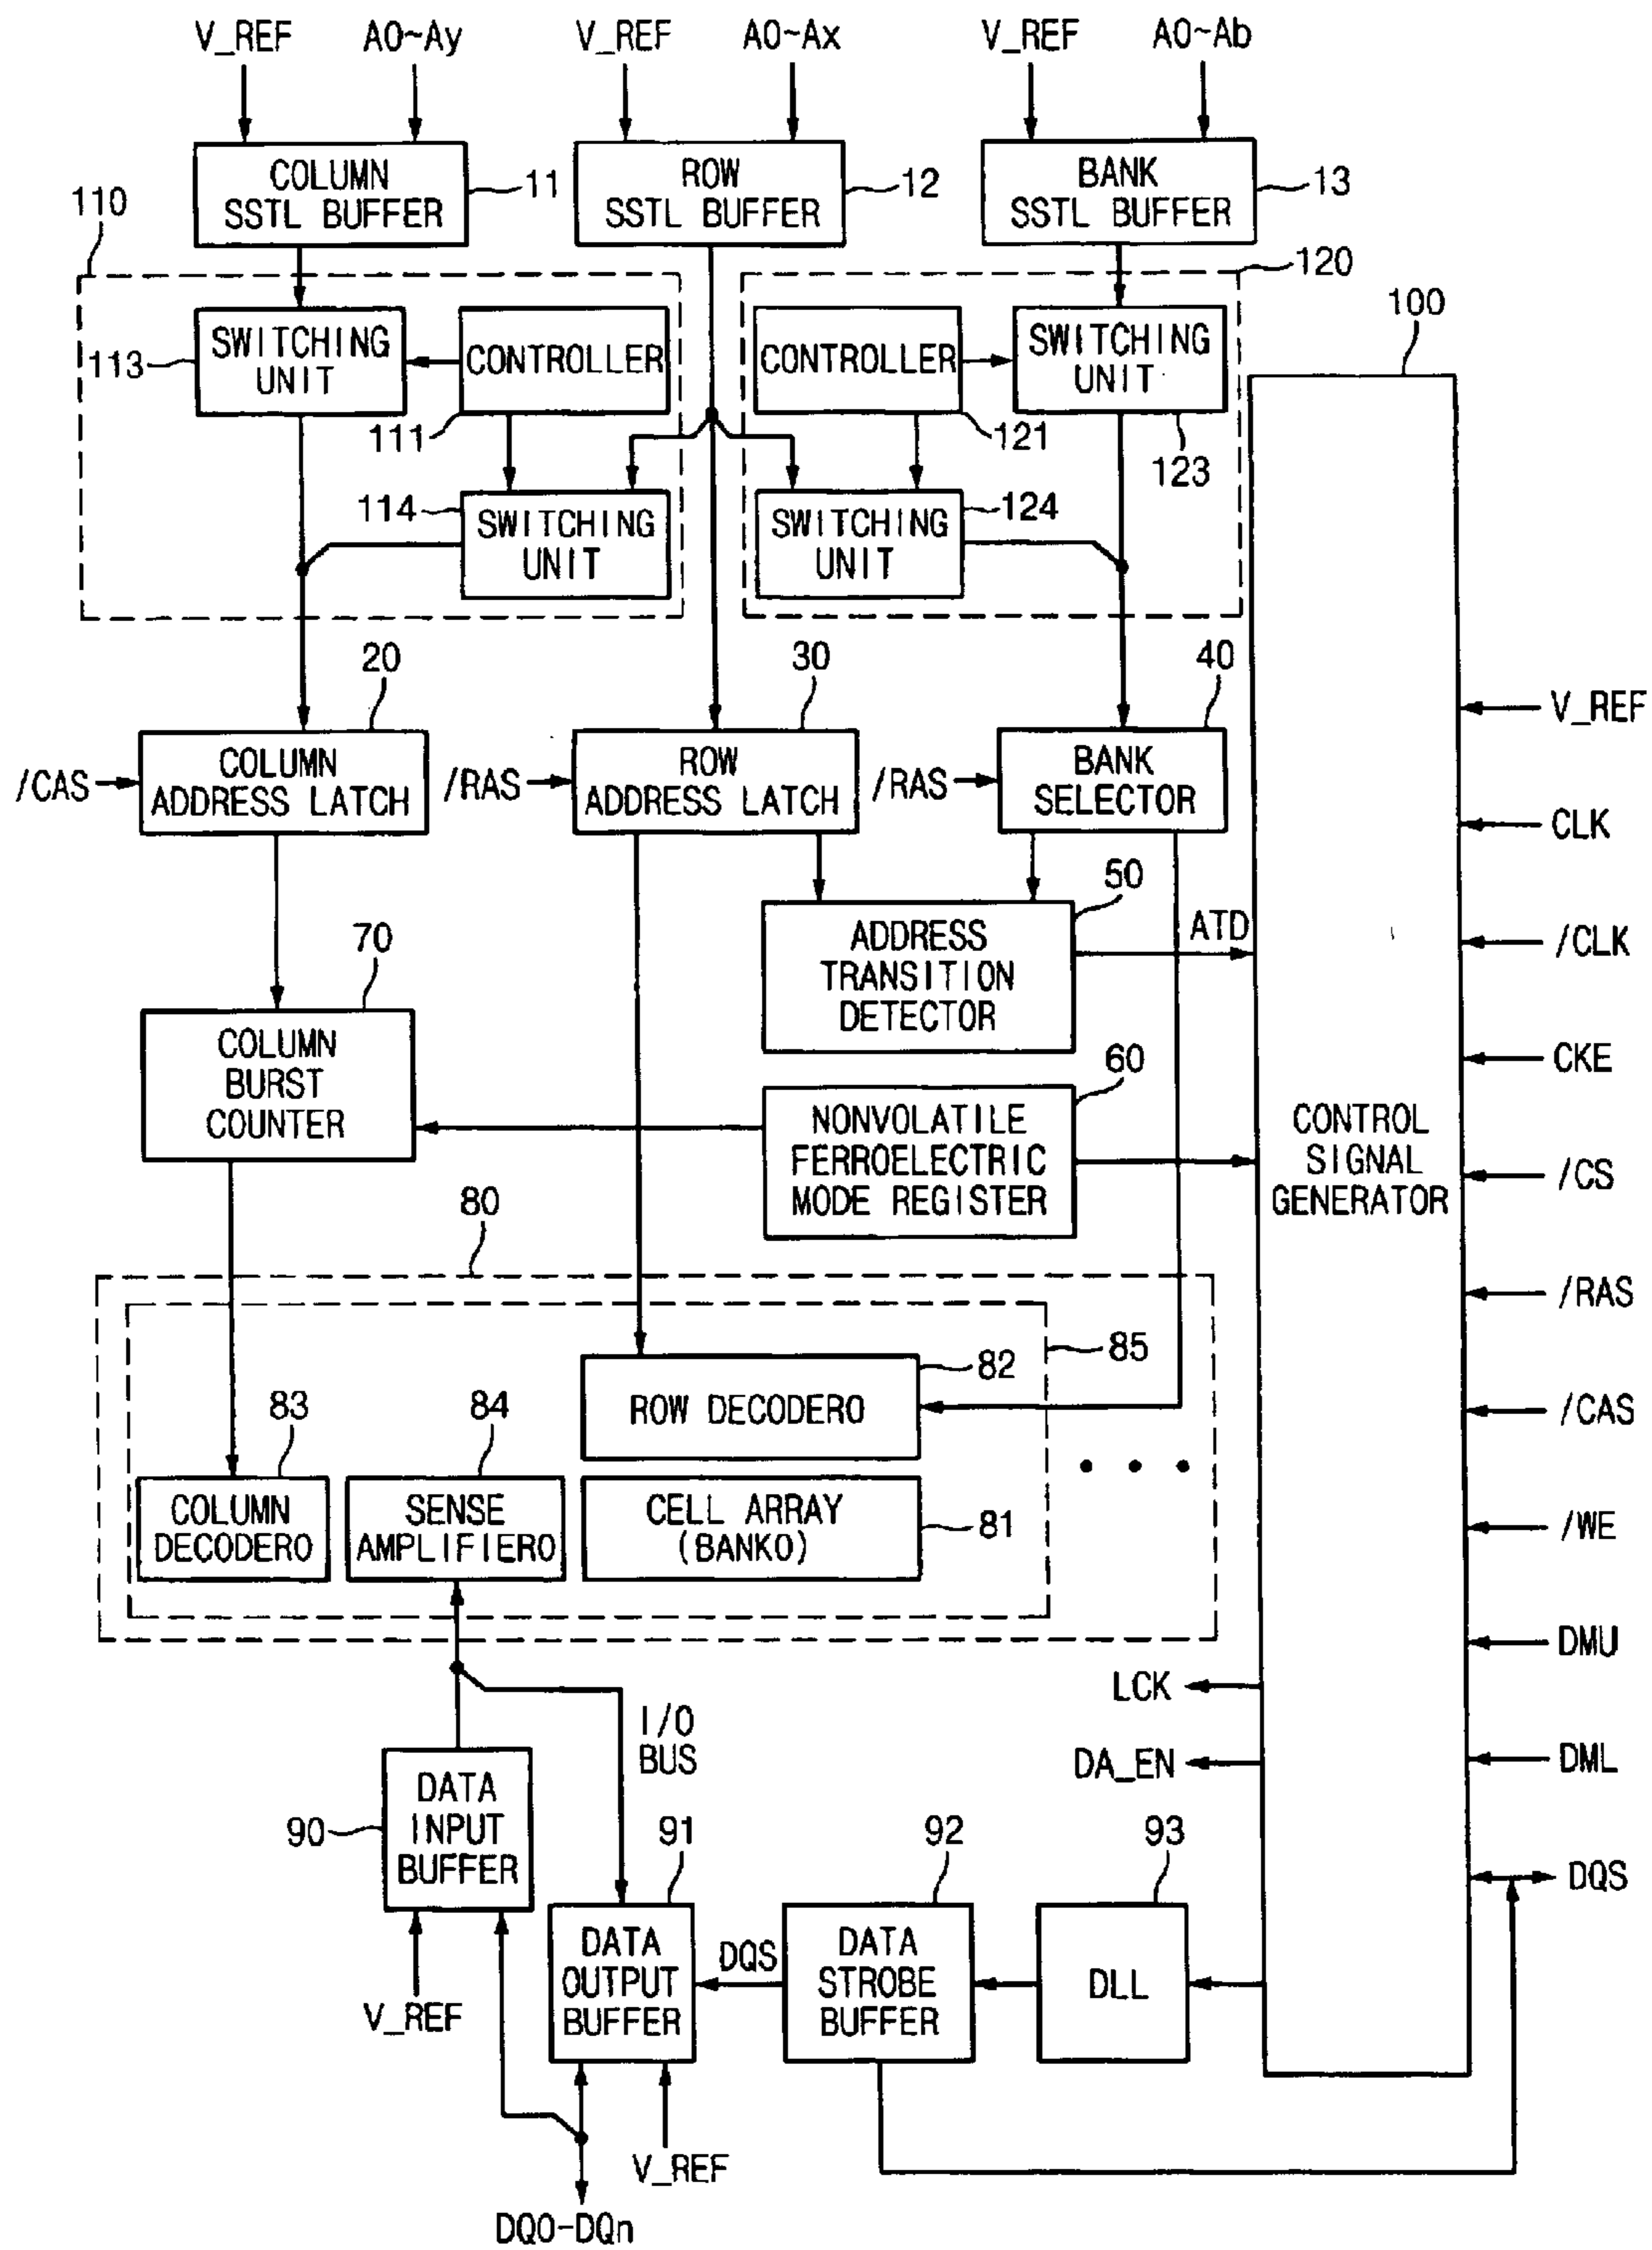 V_REF
A0~Ay
V_REF
A0~Ax
V_REF
A0~Ab
COLUMN
SSTL BUFFER
11
ROW
SSTL BUFFER
12
BANK
SSTL BUFFER
13
110
120
SWITCHING
UNIT
113
CONTROLLER
111
CONTROLLER
121
SWITCHING
UNIT
123
100
114
SWITCHING
UNIT
SWITCHING
UNIT
124
20
30
40
/CAS
COLUMN
ADDRESS LATCH
/RAS
ROW
ADDRESS LATCH
/RAS
BANK
SELECTOR
V_REF
CLK
/CLK
CKE
/CS
/RAS
/CAS
/WE
DMU
DML
DQS
50
ADDRESS
TRANSITION
DETECTOR
ATD
70
COLUMN
BURST
COUNTER
60
NONVOLATILE
FERROELECTRIC
MODE REGISTER
CONTROL
SIGNAL
GENERATOR
80
85
82
ROW DECODER0
83
COLUMN
DECODER0
84
SENSE
AMPLIFIER0
CELL ARRAY
(BANK0)
81
LCK
DA_EN
I/O
BUS
90
DATA
INPUT
BUFFER
V_REF
91
DATA
OUTPUT
BUFFER
DQS
92
DATA
STROBE
BUFFER
93
DLL
V_REF
DQ0-DQn